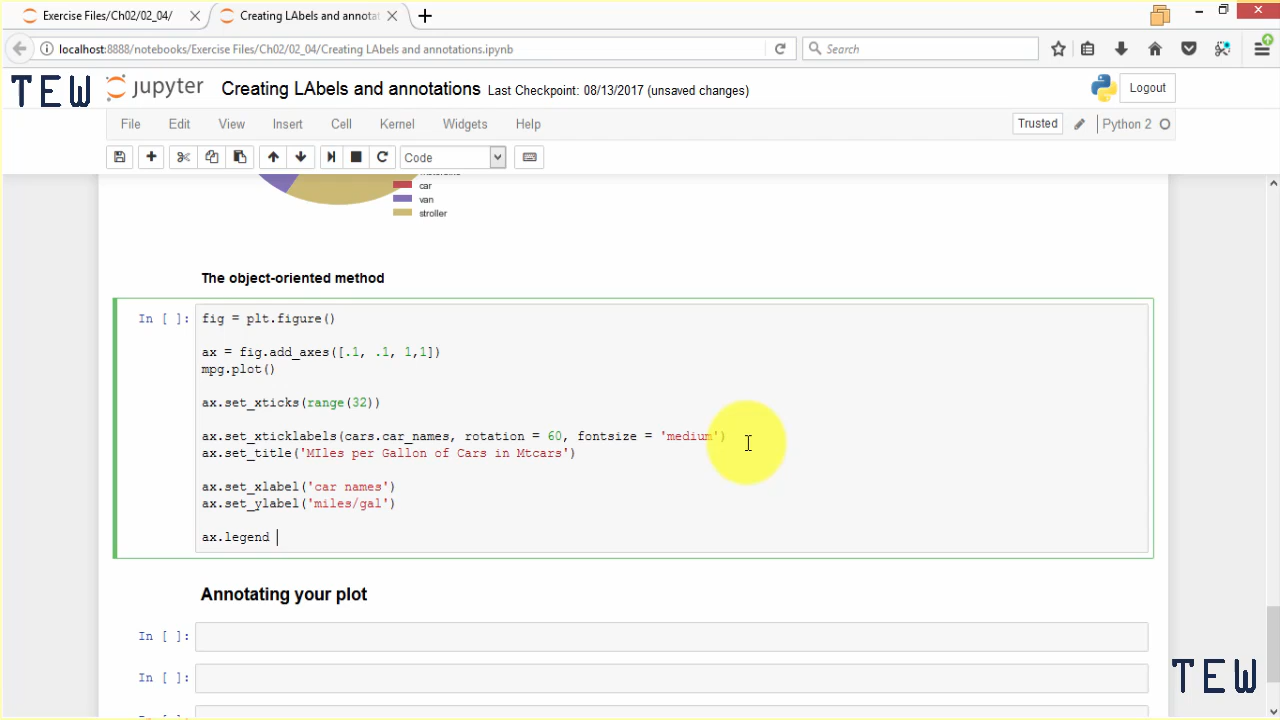 Exercise Files/Ch02/02_04/
Creating LAbels and annotat
localhost:8888/notebooks/Exercise Files/Ch02/02_04/Creating LAbels and annotations.ipynb
Search
TEW
jupyter
Creating LAbels and annotations
Last Checkpoint: 08/13/2017 (unsaved changes)
Logout
File Edit View Insert Cell Kernel Widgets Help
Trusted
Python 2
Code
car
van
stroller
The object-oriented method
In [ ]:
fig = plt.figure()
ax = fig.add_axes([.1, .1, 1,1])
mpg.plot()
ax.set_xticks(range(32))
ax.set_xticklabels(cars.car_names, rotation = 60, fontsize = 'medium')
ax.set_title('MIles per Gallon of Cars in Mtcars')
ax.set_xlabel('car names')
ax.set_ylabel('miles/gal')
ax.legend
Annotating your plot
In [ ]:
In [ ]:
TEW